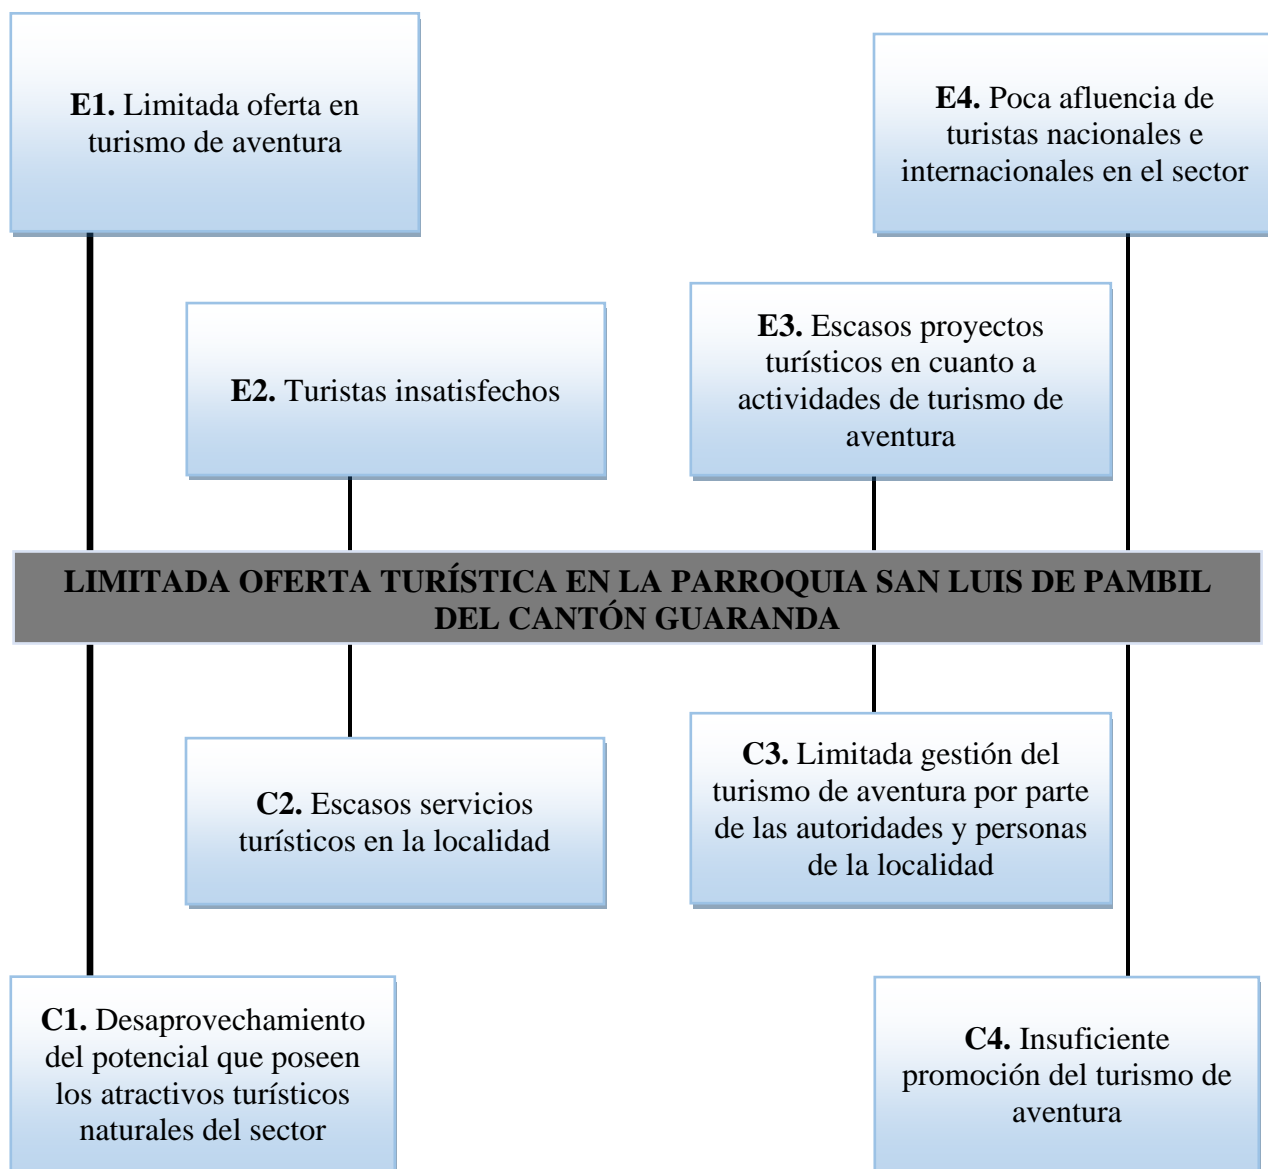 E1. Limitada oferta en
turismo de aventura
E4. Poca afluencia de
turistas nacionales e
internacionales en el sector
E2. Turistas insatisfechos
E3. Escasos proyectos
turísticos en cuanto a
actividades de turismo de
aventura
LIMITADA OFERTA TURÍSTICA EN LA PARROQUIA SAN LUIS DE PAMBIL
DEL CANTÓN GUARANDA
C2. Escasos servicios
turísticos en la localidad
C3. Limitada gestión del
turismo de aventura por parte
de las autoridades y personas
de la localidad
C1. Desaprovechamiento
del potencial que poseen
los atractivos turísticos
naturales del sector
C4. Insuficiente
promoción del turismo de
aventura